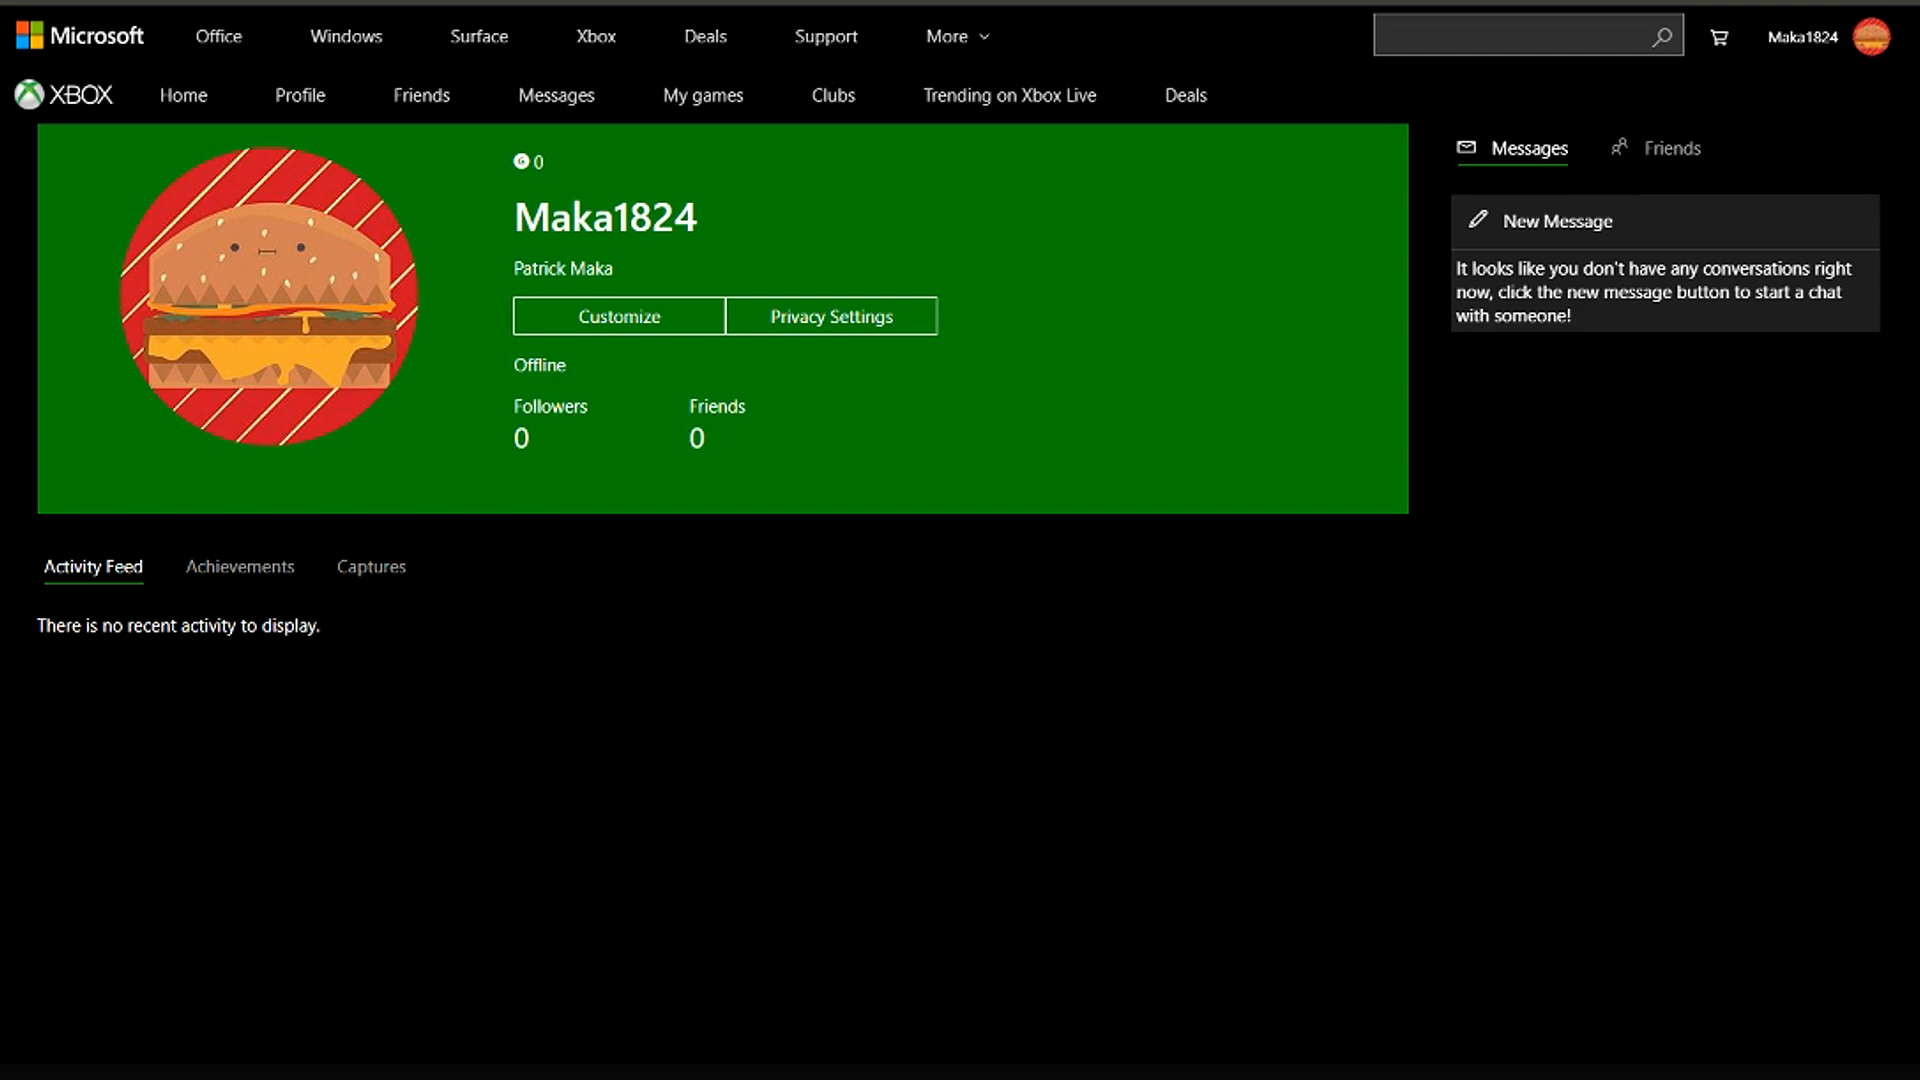 Microsoft Office Windows Surface Xbox Deals Support More Maka1824
XBOX Home Profile Friends Messages My games Clubs Trending on Xbox Live Deals
G 0
Maka1824
Patrick Maka
Customize Privacy Settings
Offline
Followers Friends
0 0
Messages Friends
New Message
It looks like you don't have any conversations right
now, click the new message button to start a chat
with someone!
Activity Feed Achievements Captures
There is no recent activity to display.